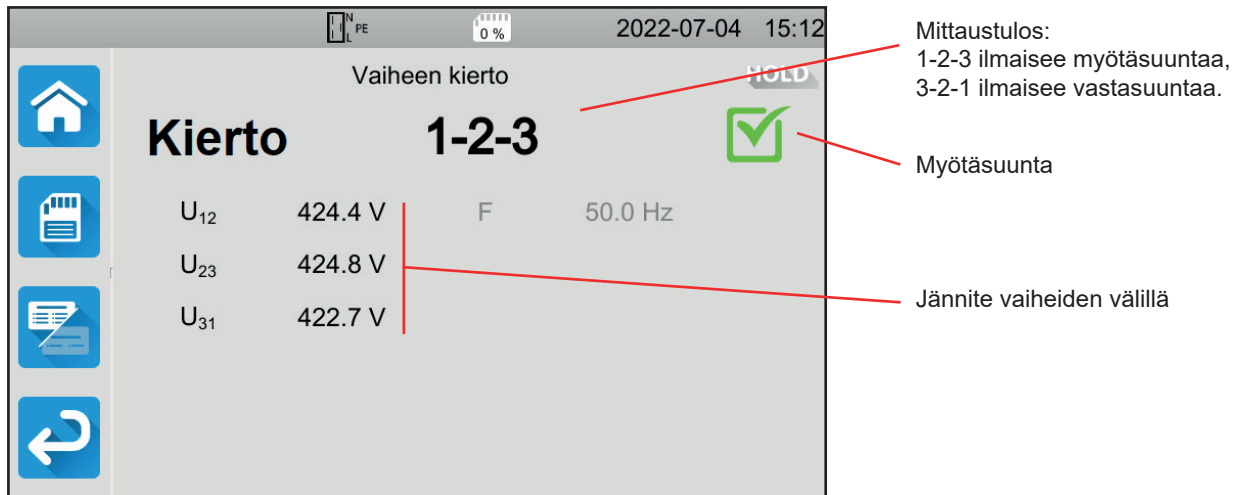 N
PE
L
0 %
2022-07-04 15:12
Vaiheen kierto
HOLD
Kierto 1-2-3
U12 424.4 V F 50.0 Hz
U23 424.8 V
U31 422.7 V
Mittaustulos:
1-2-3 ilmaisee myötäsuuntaa,
3-2-1 ilmaisee vastasuuntaa.
Myötäsuunta
Jännite vaiheiden välillä